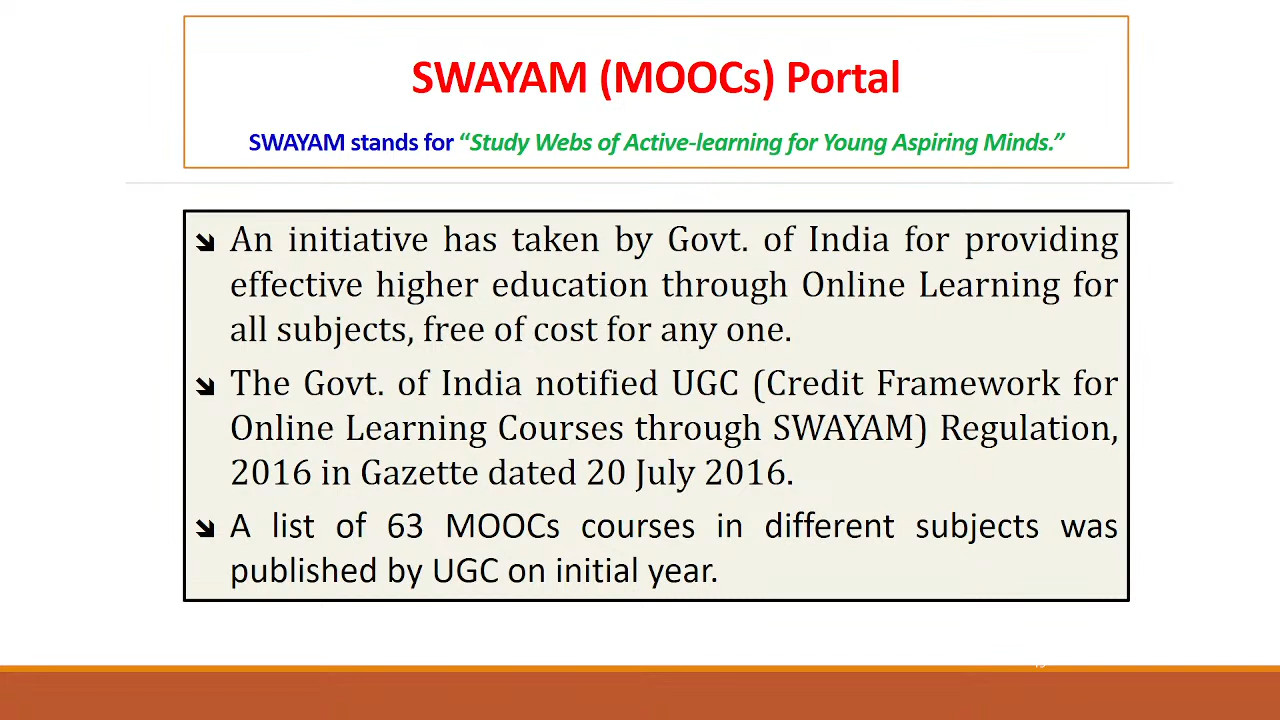 SWAYAM (MOOCs) Portal
SWAYAM stands for “Study Webs of Active-learning for Young Aspiring Minds.”
An initiative has taken by Govt. of India for providing
effective higher education through Online Learning for
all subjects, free of cost for any one.
The Govt. of India notified UGC (Credit Framework for
Online Learning Courses through SWAYAM) Regulation,
2016 in Gazette dated 20 July 2016.
A list of 63 MOOCs courses in different subjects was
published by UGC on initial year.